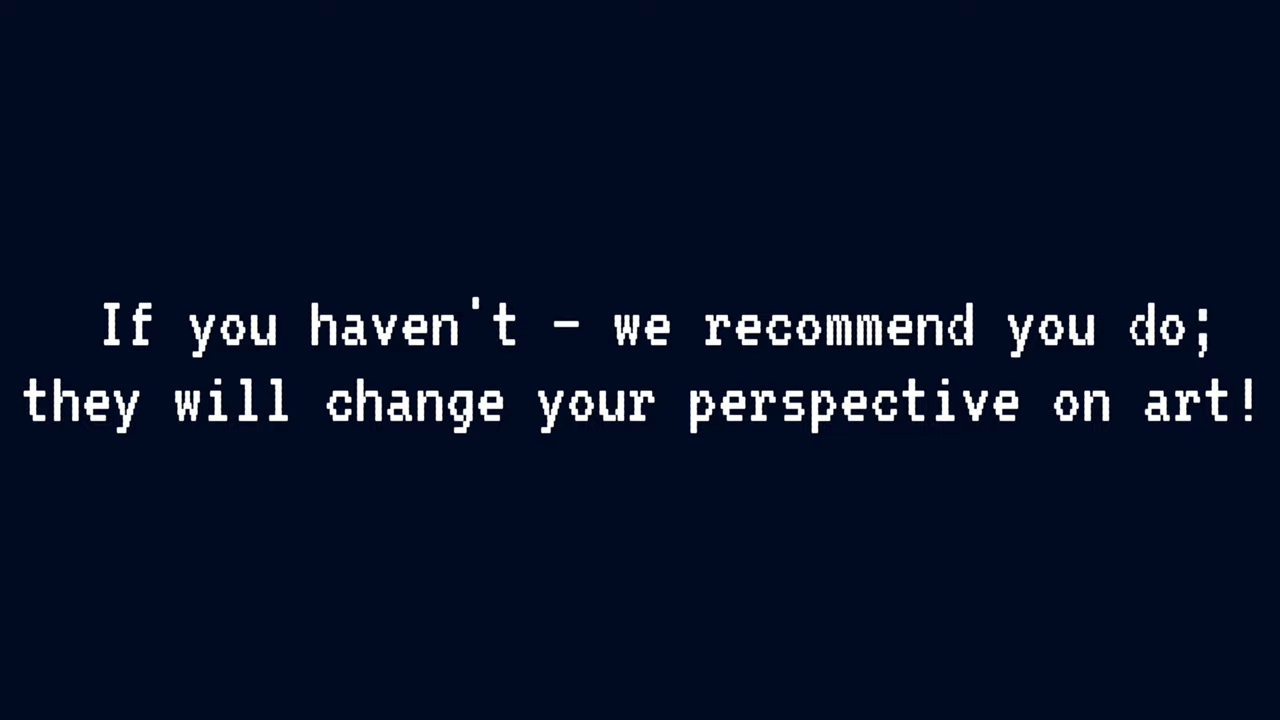 If you haven't - we recommend you do;
they will change your perspective on art!